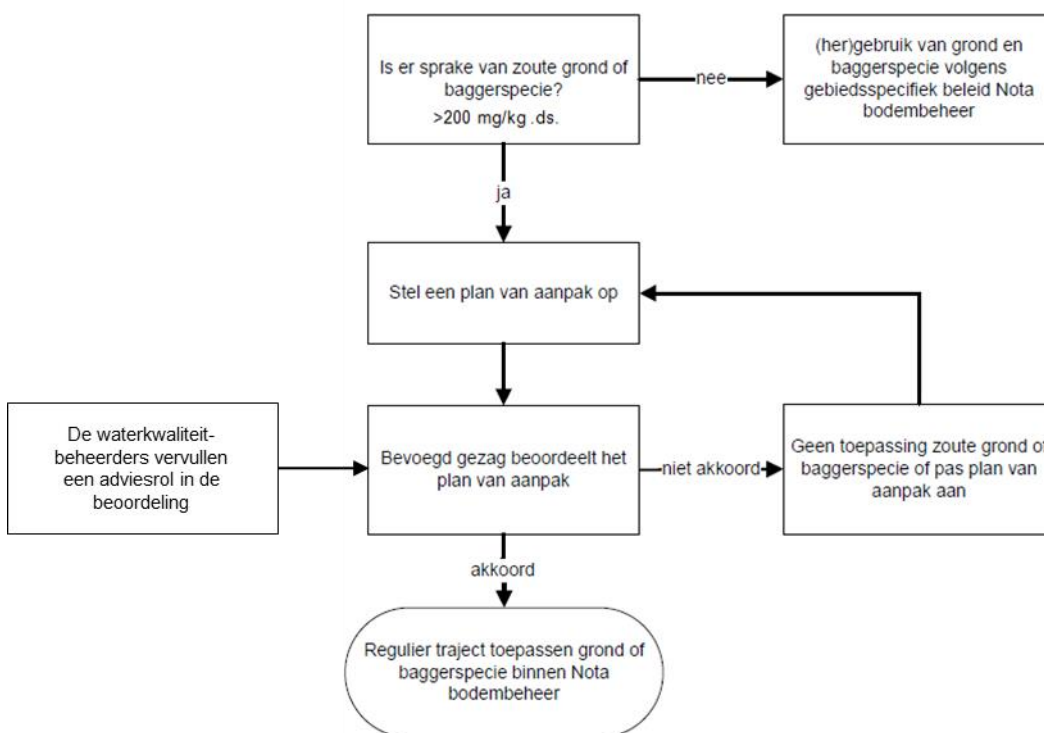 Is er sprake van zoute grond of
baggerspecie?
>200 mg/kg .ds.
nee
(her)gebruik van grond en
baggerspecie volgens
gebiedsspecifiek beleid Nota
bodembeheer
ja
Stel een plan van aanpak op
De waterkwaliteit-
beheerders vervullen
een adviesrol in de
beoordeling
Bevoegd gezag beoordeelt het
plan van aanpak
niet akkoord
Geen toepassing zoute grond of
baggerspecie of pas plan van
aanpak aan
akkoord
Regulier traject toepassen grond of
baggerspecie binnen Nota
bodembeheer